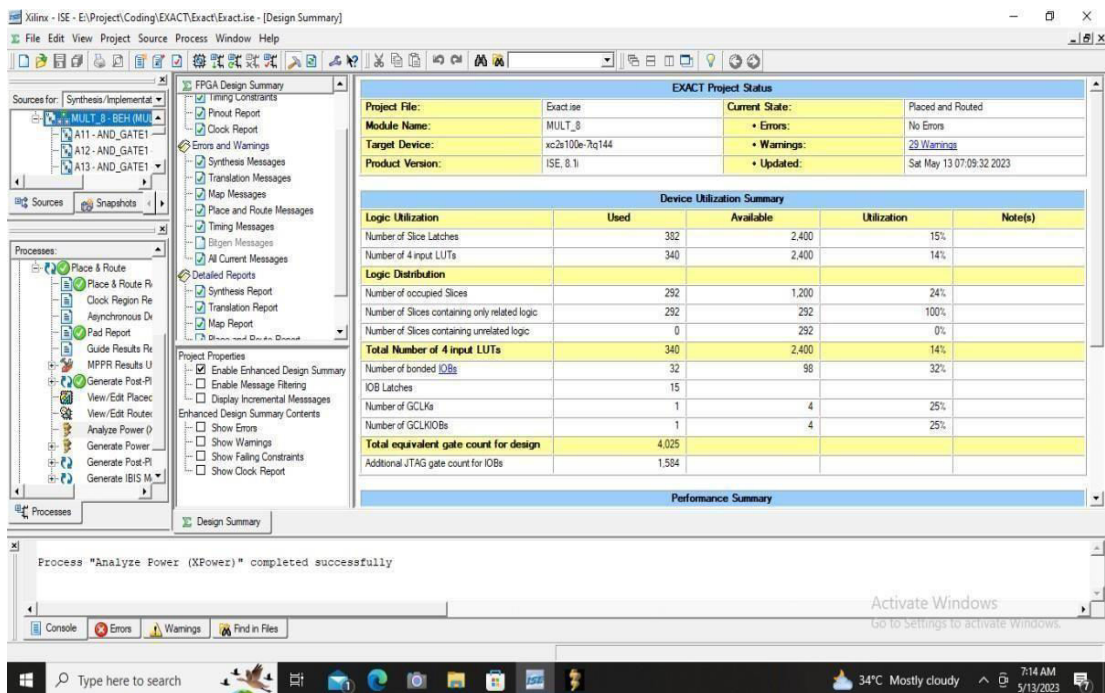 Xilinx - ISE - E:\Project\Coding\EXACT\Exact\Exact.ise - [Design Summary]
File Edit View Project Source Process Window Help
Sources for: Synthesis/Implementat
MULT_8 - BEH (MUL
A11 - AND_GATE1
A12 - AND_GATE1
A13 - AND_GATE1
Sources Snapshots
Processes:
Place & Route
Place & Route R
Clock Region Re
Asynchronous De
Pad Report
Guide Results Re
MPPR Results U
Generate Post-Pl
View/Edit Placed
View/Edit Routed
Analyze Power (
Generate Power
Generate Post-Pl
Generate IBIS M
Processes
FPGA Design Summary
Timing Constraints
Pinout Report
Clock Report
Errors and Warnings
Synthesis Messages
Translation Messages
Map Messages
Place and Route Messages
Timing Messages
Bitgen Messages
All Current Messages
Detailed Reports
Synthesis Report
Translation Report
Map Report
Place and Route Report
Project Properties
Enable Enhanced Design Summary
Enable Message Filtering
Display Incremental Messages
Enhanced Design Summary Contents
Show Errors
Show Warnings
Show Failing Constraints
Show Clock Report
Design Summary
EXACT Project Status
Project File: Exact.ise Current State: Placed and Routed
Module Name: MULT_8 • Errors: No Errors
Target Device: xc2s100e-7tq144 • Warnings: 29 Warnings
Product Version: ISE, 8.1i • Updated: Sat May 13 07:09:32 2023
Device Utilization Summary
Logic Utilization Used Available Utilization Note(s)
Number of Slice Latches 382 2,400 15%
Number of 4 input LUTs 340 2,400 14%
Logic Distribution
Number of occupied Slices 292 1,200 24%
Number of Slices containing only related logic 292 292 100%
Number of Slices containing unrelated logic 0 292 0%
Total Number of 4 input LUTs 340 2,400 14%
Number of bonded IOBs 32 98 32%
IOB Latches 15
Number of GCLKs 1 4 25%
Number of GCLKIOBs 1 4 25%
Total equivalent gate count for design 4,025
Additional JTAG gate count for IOBs 1,584
Performance Summary
Process "Analyze Power (XPower)" completed successfully
Activate Windows
Go to Settings to activate Windows.
Console Errors Warnings Find in Files
Type here to search
ISE
34°C Mostly cloudy
7:14 AM
5/13/2023